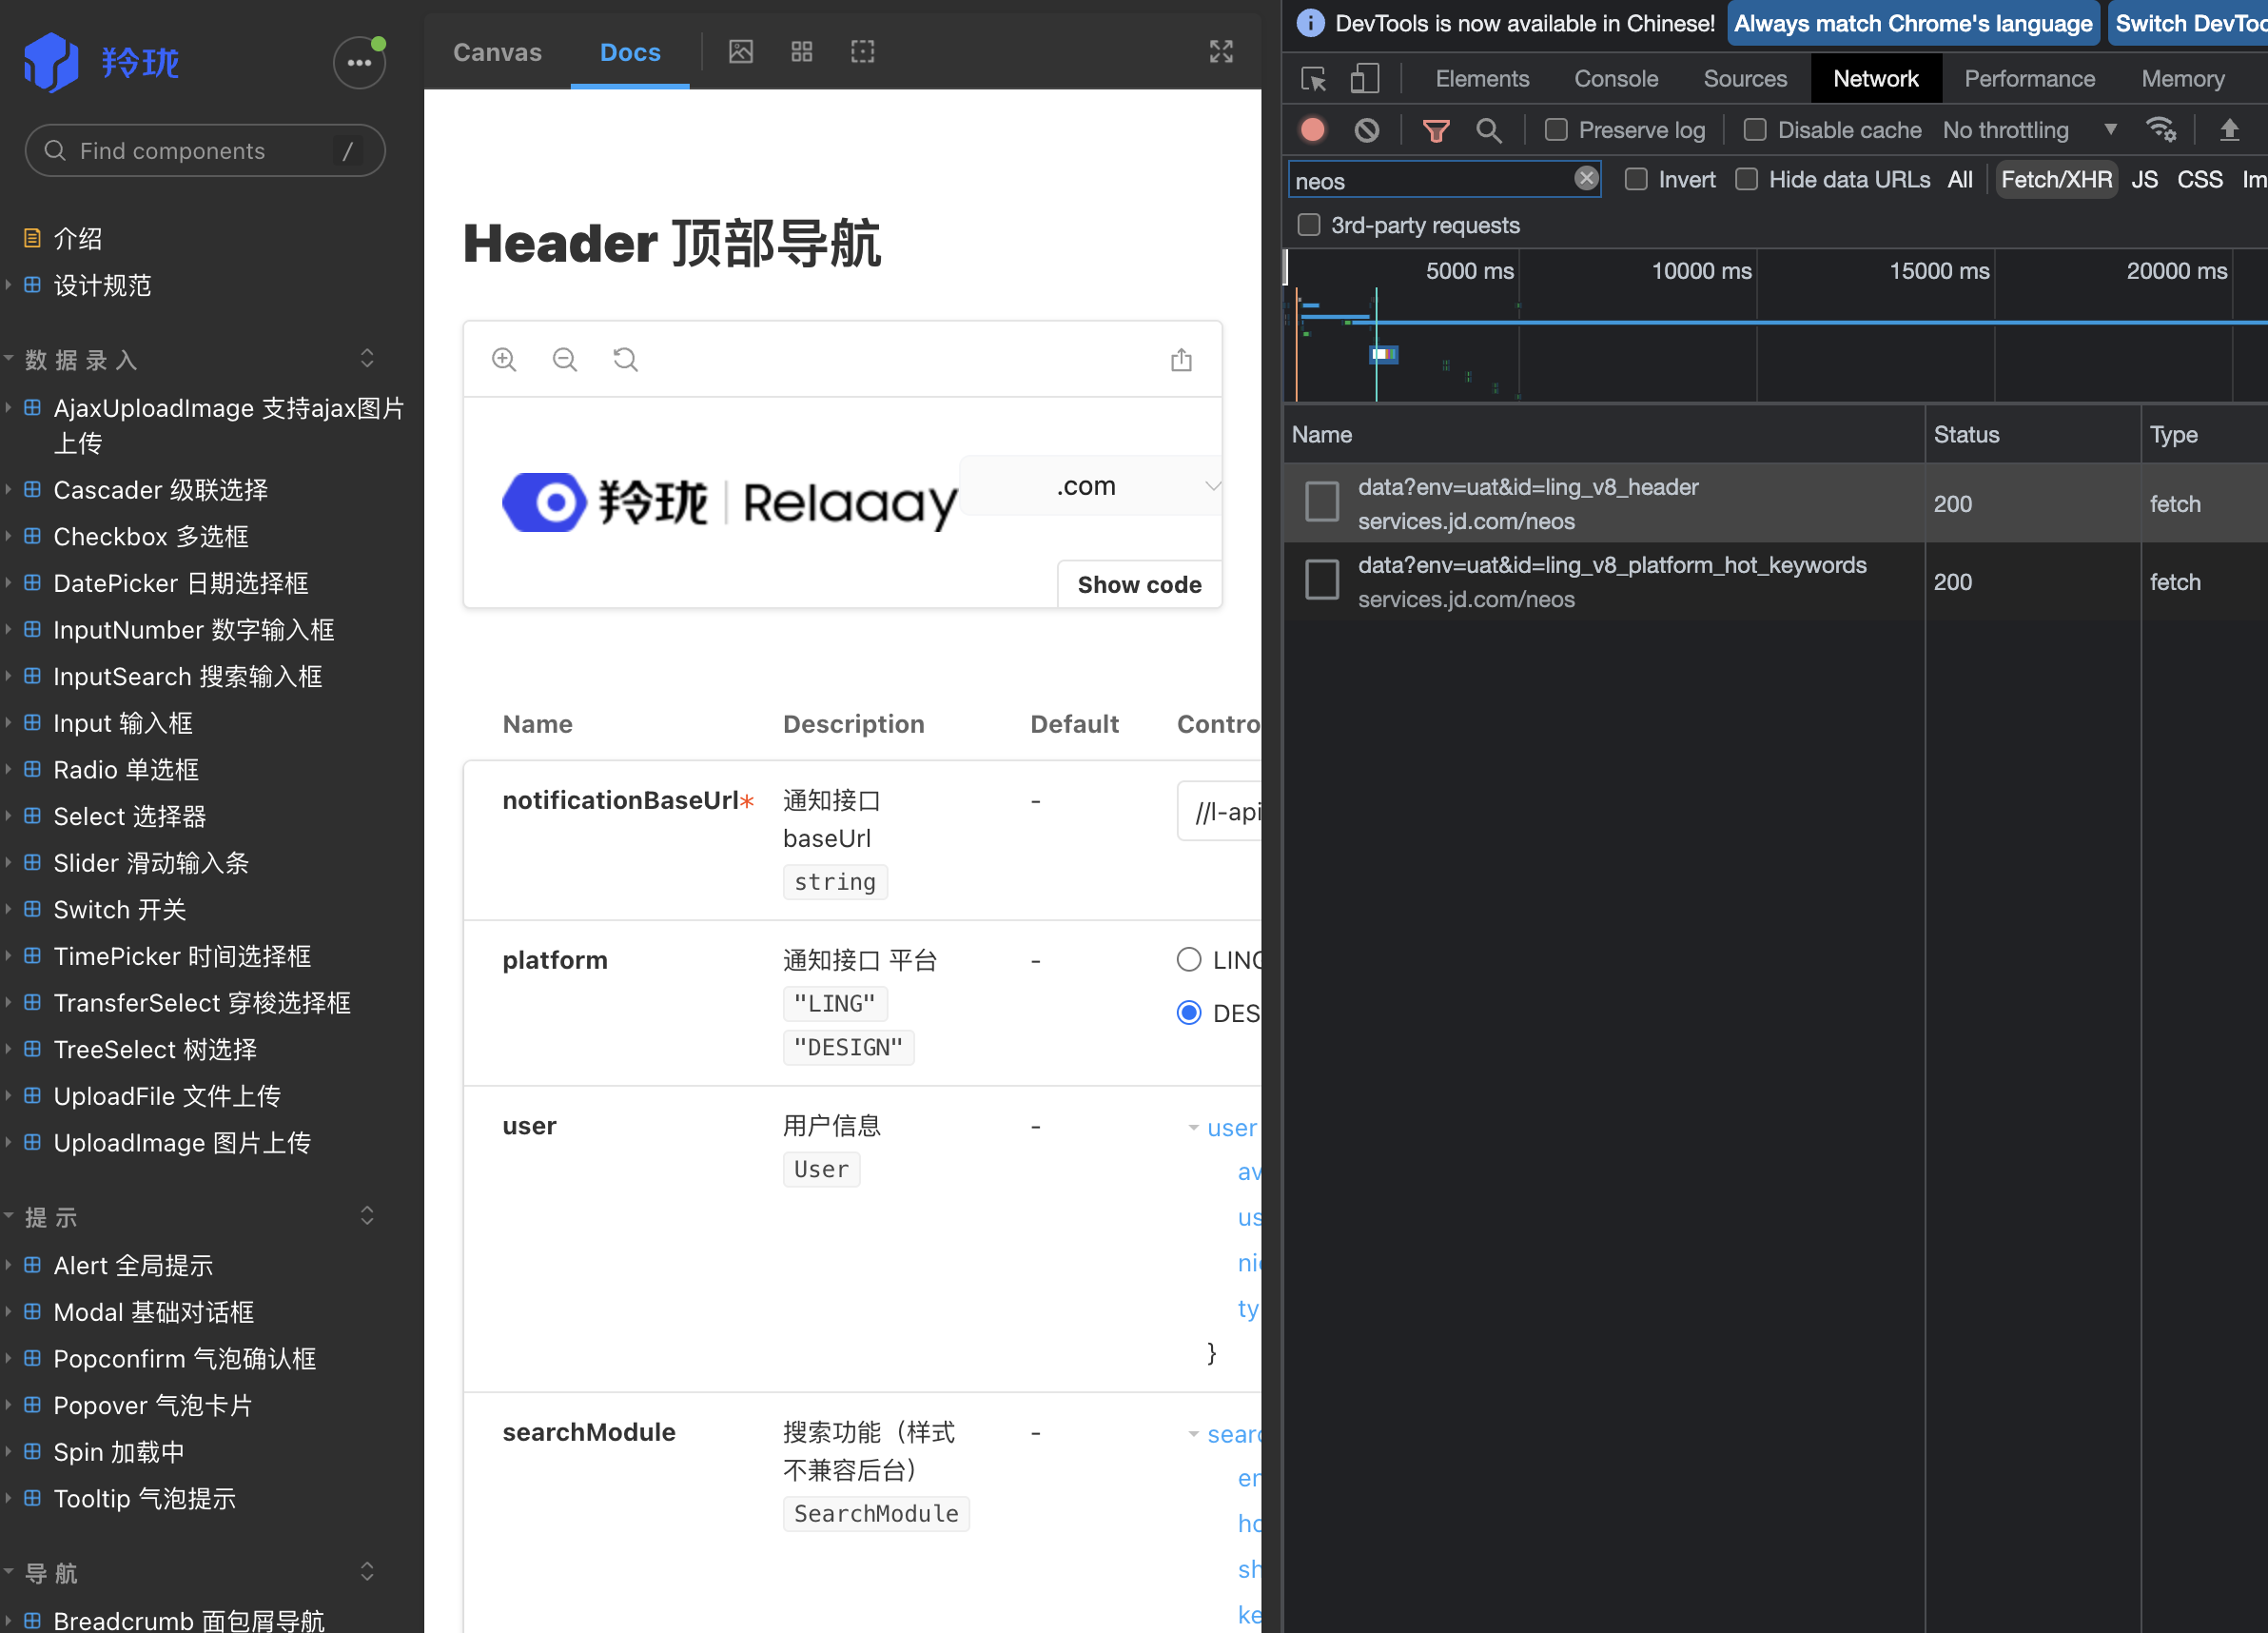 羚珑
Find components
/
介绍
设计规范
数据录入
AjaxUploadImage 支持ajax图片
上传
Cascader 级联选择
Checkbox 多选框
DatePicker 日期选择框
InputNumber 数字输入框
InputSearch 搜索输入框
Input 输入框
Radio 单选框
Select 选择器
Slider 滑动输入条
Switch 开关
TimePicker 时间选择框
TransferSelect 穿梭选择框
TreeSelect 树选择
UploadFile 文件上传
UploadImage 图片上传
提示
Alert 全局提示
Modal 基础对话框
Popconfirm 气泡确认框
Popover 气泡卡片
Spin 加载中
Tooltip 气泡提示
导航
Breadcrumb 面包屑导航
Canvas
Docs
Header 顶部导航
羚珑 | Relaaay
.com
Show code
Name Description Default Contro
notificationBaseUrl* 通知接口 - //l-api
baseUrl
string
platform 通知接口 平台 - LING
"LING"
DES
"DESIGN"
user 用户信息 - user
User
av
us
nic
ty
}
searchModule 搜索功能（样式 - searc
不兼容后台）
SearchModule
en
ho
sh
ke
DevTools is now available in Chinese! Always match Chrome's language Switch DevToo
Elements Console Sources Network Performance Memory
Preserve log Disable cache No throttling
neos Invert Hide data URLs All Fetch/XHR JS CSS Im
3rd-party requests
5000 ms 10000 ms 15000 ms 20000 ms
Name Status Type
data?env=uat&id=ling_v8_header
services.jd.com/neos
200 fetch
data?env=uat&id=ling_v8_platform_hot_keywords
services.jd.com/neos
200 fetch